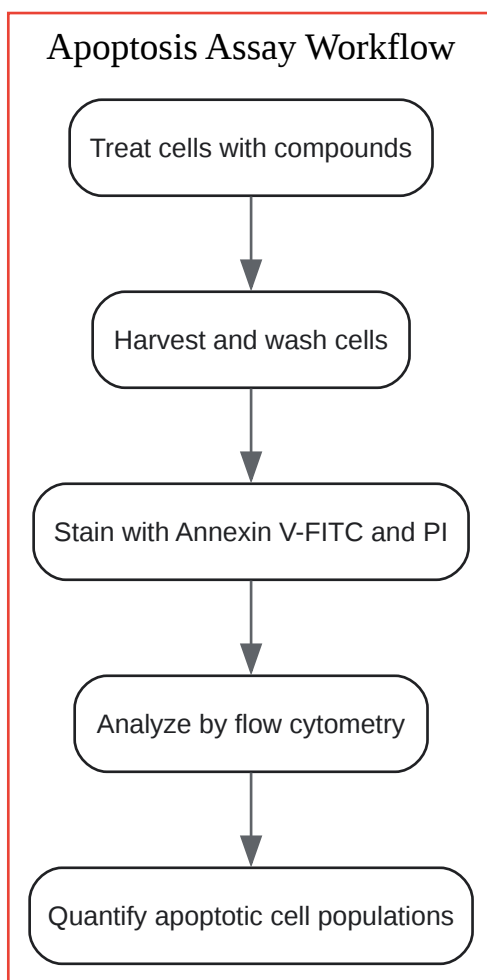 Apoptosis Assay Workflow
Treat cells with compounds
Harvest and wash cells
Stain with Annexin V-FITC and PI
Analyze by flow cytometry
Quantify apoptotic cell populations